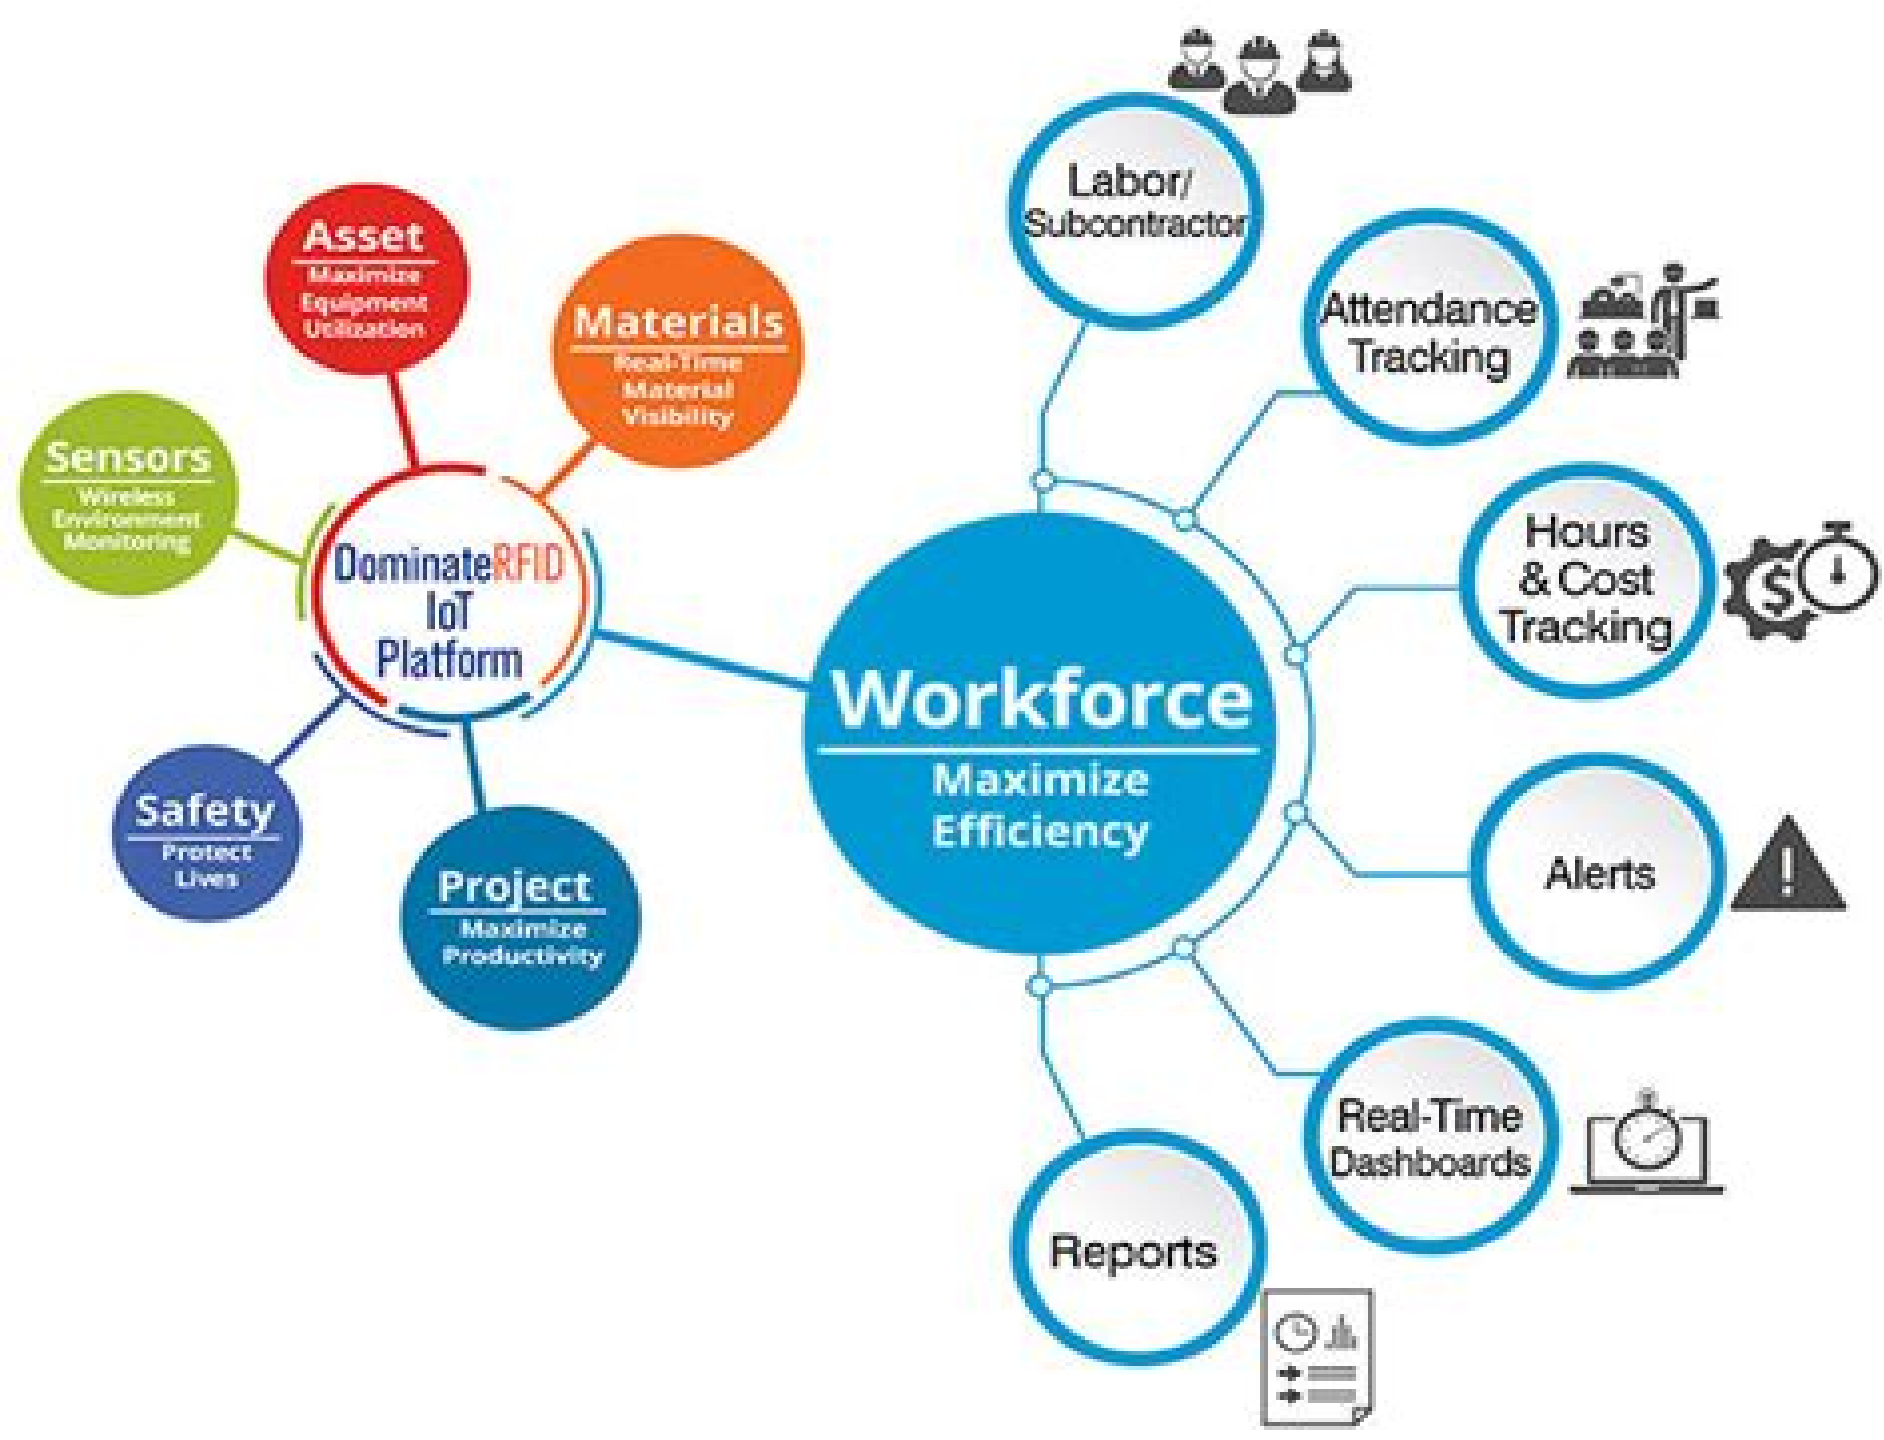 Asset
Maximize
Equipment
Utilization
Materials
Real-Time
Material
Visibility
Sensors
Wireless
Environment
Monitoring
DominateRFID
IoT
Platform
Safety
Protect
Lives
Project
Maximize
Productivity
Workforce
Maximize
Efficiency
Labor/
Subcontractor
Attendance
Tracking
Hours
& Cost
Tracking
$
Alerts
!
Real-Time
Dashboards
Reports